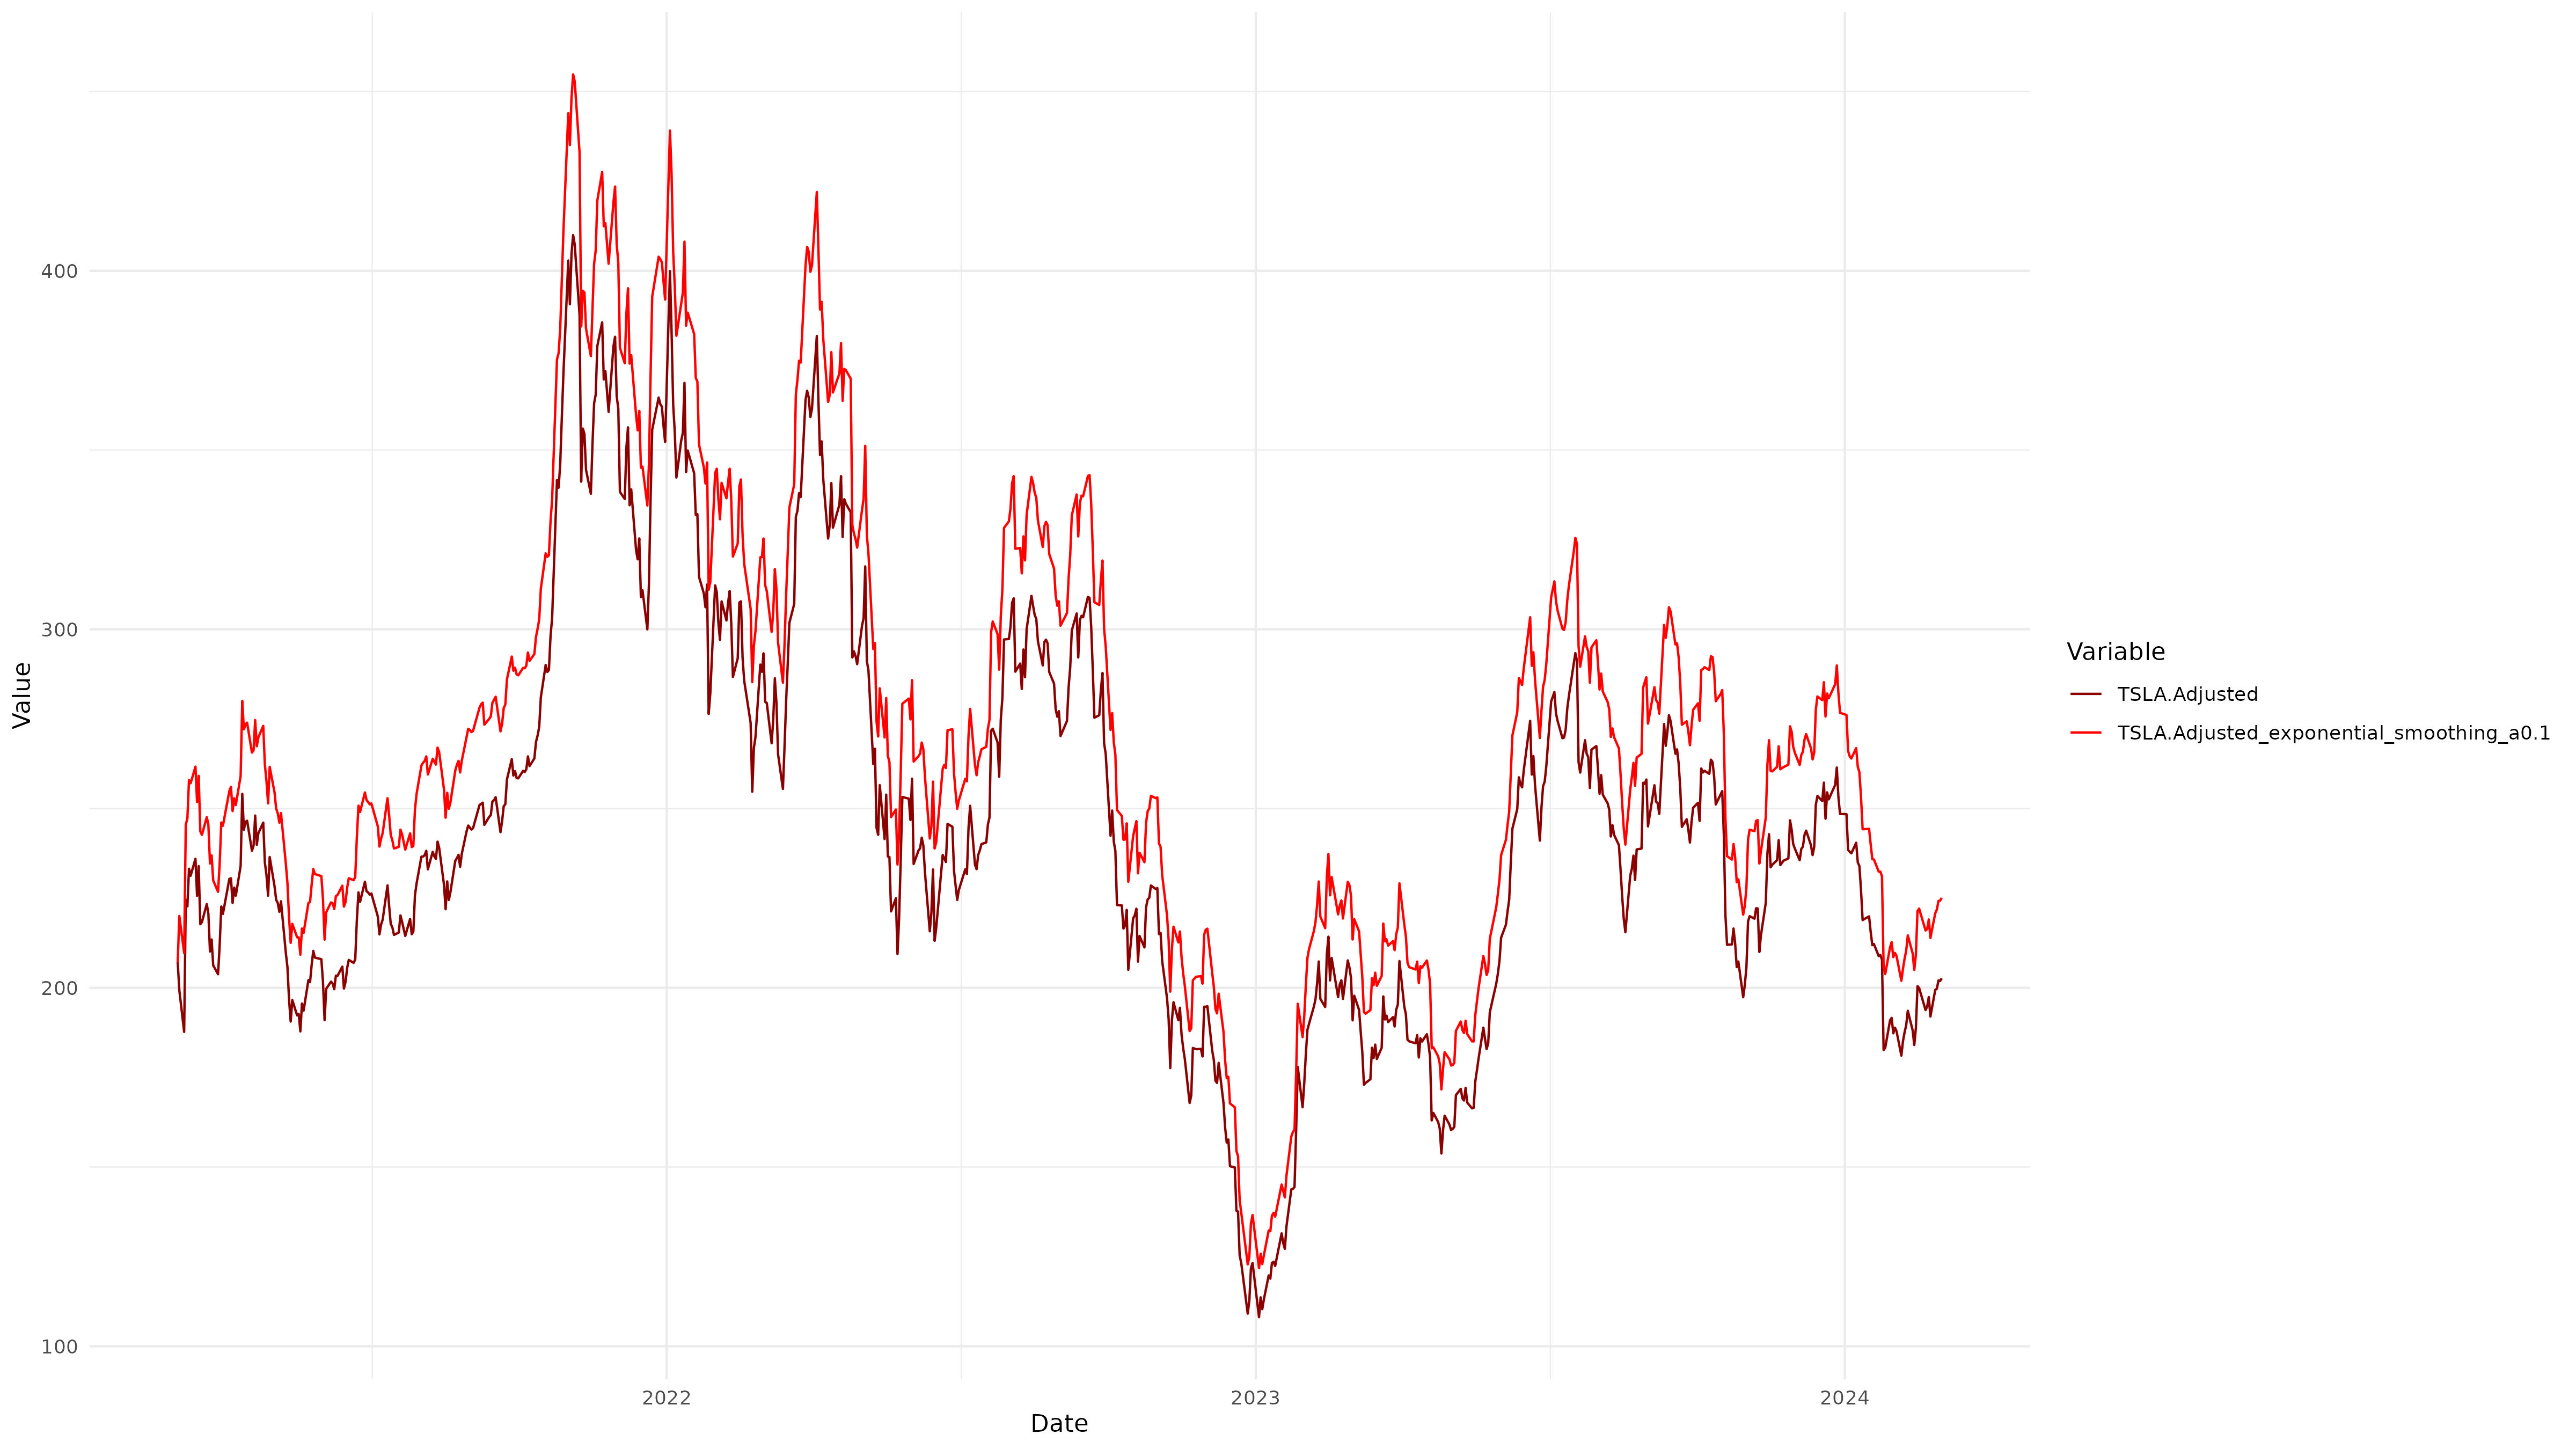 400
300
200
100
Value
2022
2023
2024
Date
Variable
TSLA.Adjusted
TSLA.Adjusted_exponential_smoothing_a0.1